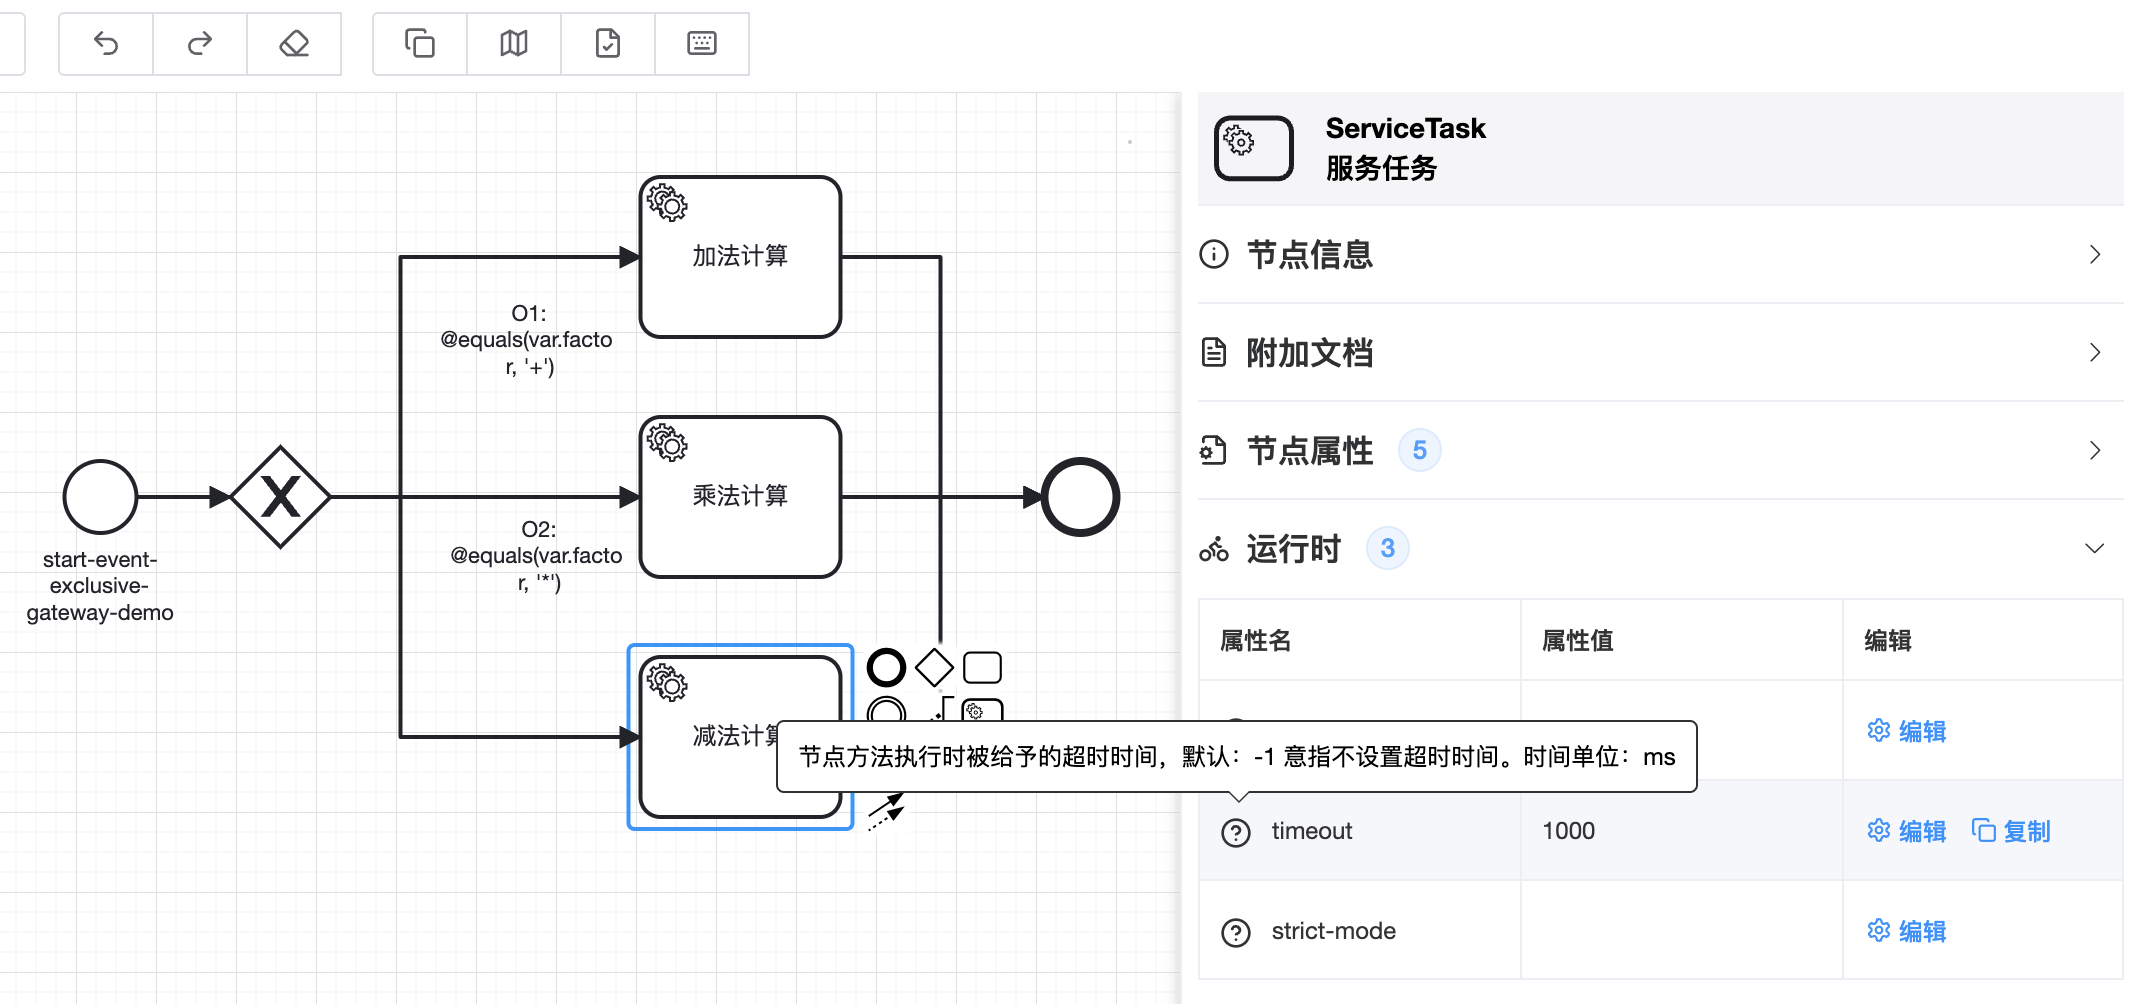 ServiceTask
服务任务
节点信息
附加文档
节点属性 5
运行时 3
属性名 属性值 编辑
编辑
节点方法执行时被给予的超时时间，默认：-1 意指不设置超时时间。时间单位：ms
timeout 1000 编辑 复制
strict-mode 编辑
加法计算
O1:
@equals(var.facto
r, '+')
乘法计算
X
O2:
@equals(var.facto
r, '*')
start-event-
exclusive-
gateway-demo
减法计算